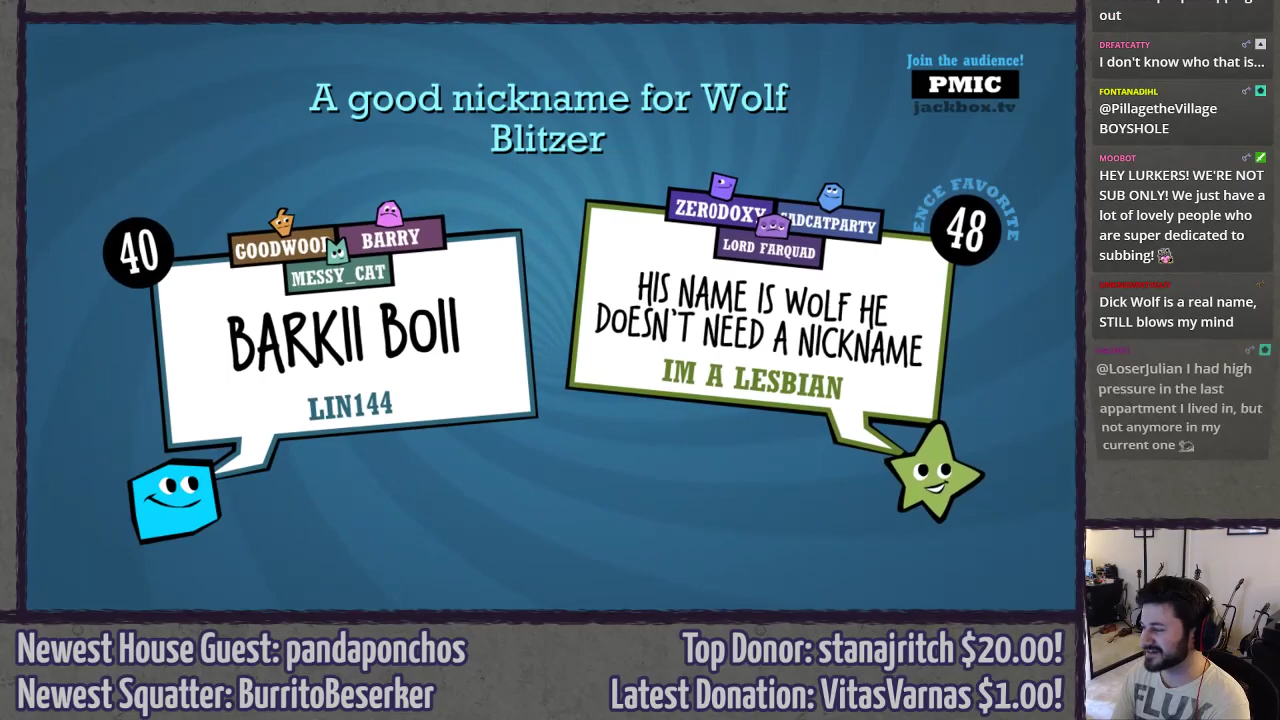 A good nickname for Wolf
Blitzer
Join the audience!
PMIC
jackbox.tv
40
GOODWOOD
BARRY
MESSY_CAT
BARKII BOII
LIN144
ZER0DOXY
ADCATPARTY
LORD FARQUAD
ENCE FAVORITE
48
HIS NAME IS WOLF HE
DOESN'T NEED A NICKNAME
IM A LESBIAN
out
DRFATCATTY
I don't know who that is...
FONTANADIHL
@PillagetheVillage
BOYSHOLE
MOOBOT
HEY LURKERS! WE'RE NOT
SUB ONLY! We just have a
lot of lovely people who
are super dedicated to
subbing!
Dick Wolf is a real name,
STILL blows my mind
@LoserJulian I had high
pressure in the last
appartment I lived in, but
not anymore in my
current one
FLUX
Newest House Guest: pandaponchos
Newest Squatter: BurritoBeserker
Top Donor: stanajritch $20.00!
Latest Donation: VitasVarnas $1.00!